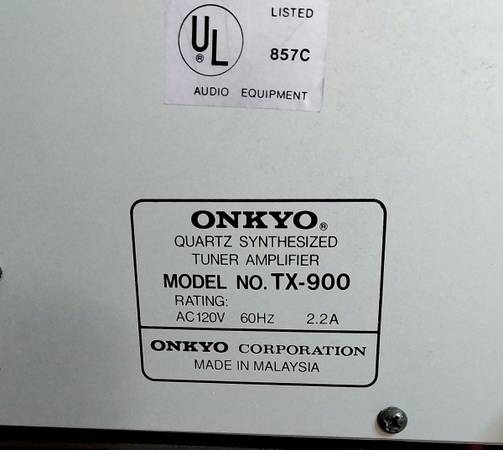 UL®
LISTED
857C
AUDIO EQUIPMENT
ONKYO®
QUARTZ SYNTHESIZED
TUNER AMPLIFIER
MODEL NO. TX-900
RATING:
AC120V 60HZ 2.2A
ONKYO CORPORATION
MADE IN MALAYSIA